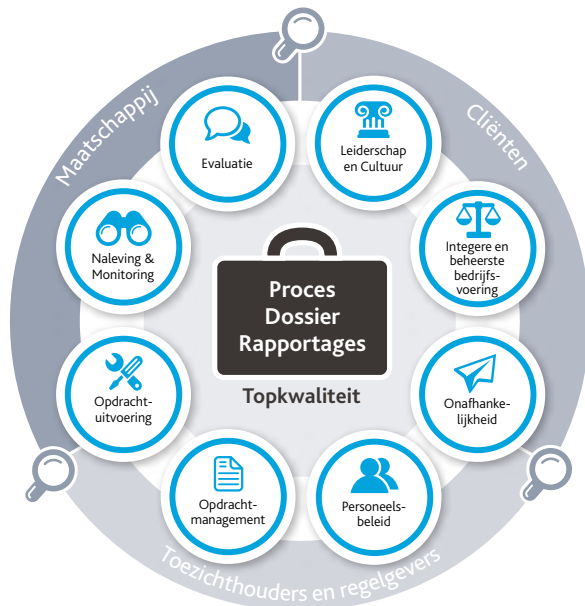 Maatschappij
Cliënten
Evaluatie
Leiderschap
en Cultuur
Naleving &
Monitoring
Integere en
beheerste
bedrijfs-
voering
Proces
Dossier
Rapportages
Topkwaliteit
Opdracht-
uitvoering
Onafhanke-
lijkheid
Opdracht-
management
Personeels-
beleid
Toezichthouders en regelgevers